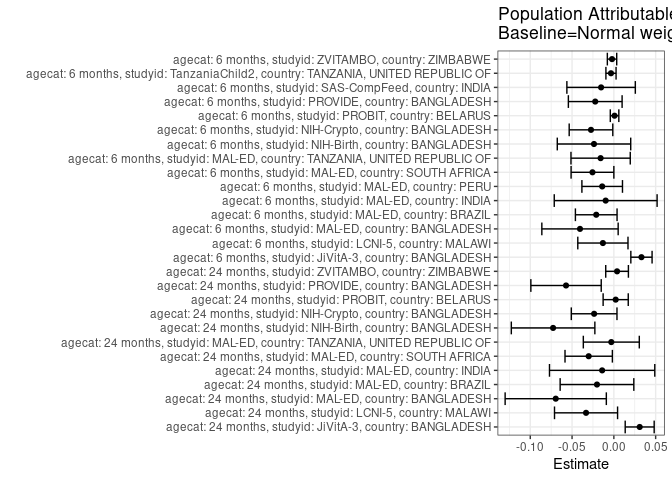 Population Attributable
Baseline=Normal weig
agecat: 6 months, studyid: ZVITAMBO, country: ZIMBABWE
agecat: 6 months, studyid: TanzaniaChild2, country: TANZANIA, UNITED REPUBLIC OF
agecat: 6 months, studyid: SAS-CompFeed, country: INDIA
agecat: 6 months, studyid: PROVIDE, country: BANGLADESH
agecat: 6 months, studyid: PROBIT, country: BELARUS
agecat: 6 months, studyid: NIH-Crypto, country: BANGLADESH
agecat: 6 months, studyid: NIH-Birth, country: BANGLADESH
agecat: 6 months, studyid: MAL-ED, country: TANZANIA, UNITED REPUBLIC OF
agecat: 6 months, studyid: MAL-ED, country: SOUTH AFRICA
agecat: 6 months, studyid: MAL-ED, country: PERU
agecat: 6 months, studyid: MAL-ED, country: INDIA
agecat: 6 months, studyid: MAL-ED, country: BRAZIL
agecat: 6 months, studyid: MAL-ED, country: BANGLADESH
agecat: 6 months, studyid: LCNI-5, country: MALAWI
agecat: 6 months, studyid: JiVitA-3, country: BANGLADESH
agecat: 24 months, studyid: ZVITAMBO, country: ZIMBABWE
agecat: 24 months, studyid: PROVIDE, country: BANGLADESH
agecat: 24 months, studyid: PROBIT, country: BELARUS
agecat: 24 months, studyid: NIH-Crypto, country: BANGLADESH
agecat: 24 months, studyid: NIH-Birth, country: BANGLADESH
agecat: 24 months, studyid: MAL-ED, country: TANZANIA, UNITED REPUBLIC OF
agecat: 24 months, studyid: MAL-ED, country: SOUTH AFRICA
agecat: 24 months, studyid: MAL-ED, country: INDIA
agecat: 24 months, studyid: MAL-ED, country: BRAZIL
agecat: 24 months, studyid: MAL-ED, country: BANGLADESH
agecat: 24 months, studyid: LCNI-5, country: MALAWI
agecat: 24 months, studyid: JiVitA-3, country: BANGLADESH
-0.10 -0.05 0.00 0.05
Estimate